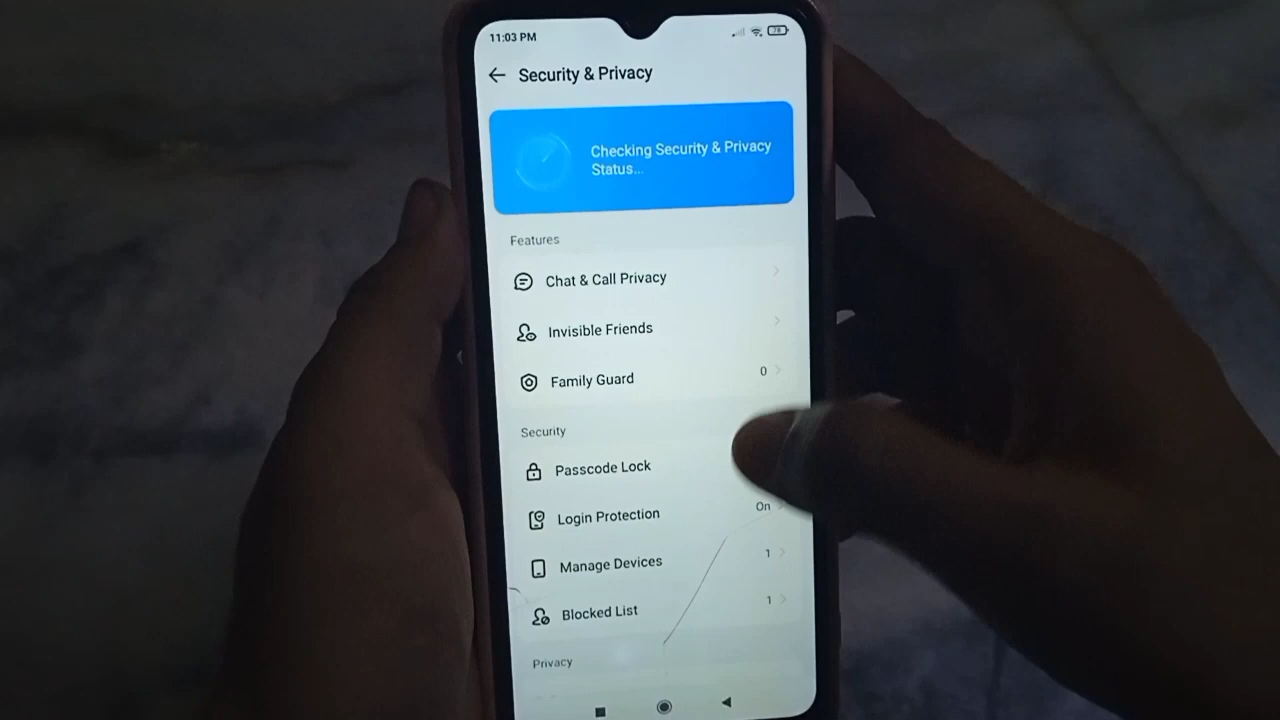 11:03 PM
28
Security & Privacy
Checking Security & Privacy
Status...
Features
Chat & Call Privacy
Invisible Friends
Family Guard 0
Security
Passcode Lock
Login Protection On
Manage Devices 1
Blocked List 1
Privacy